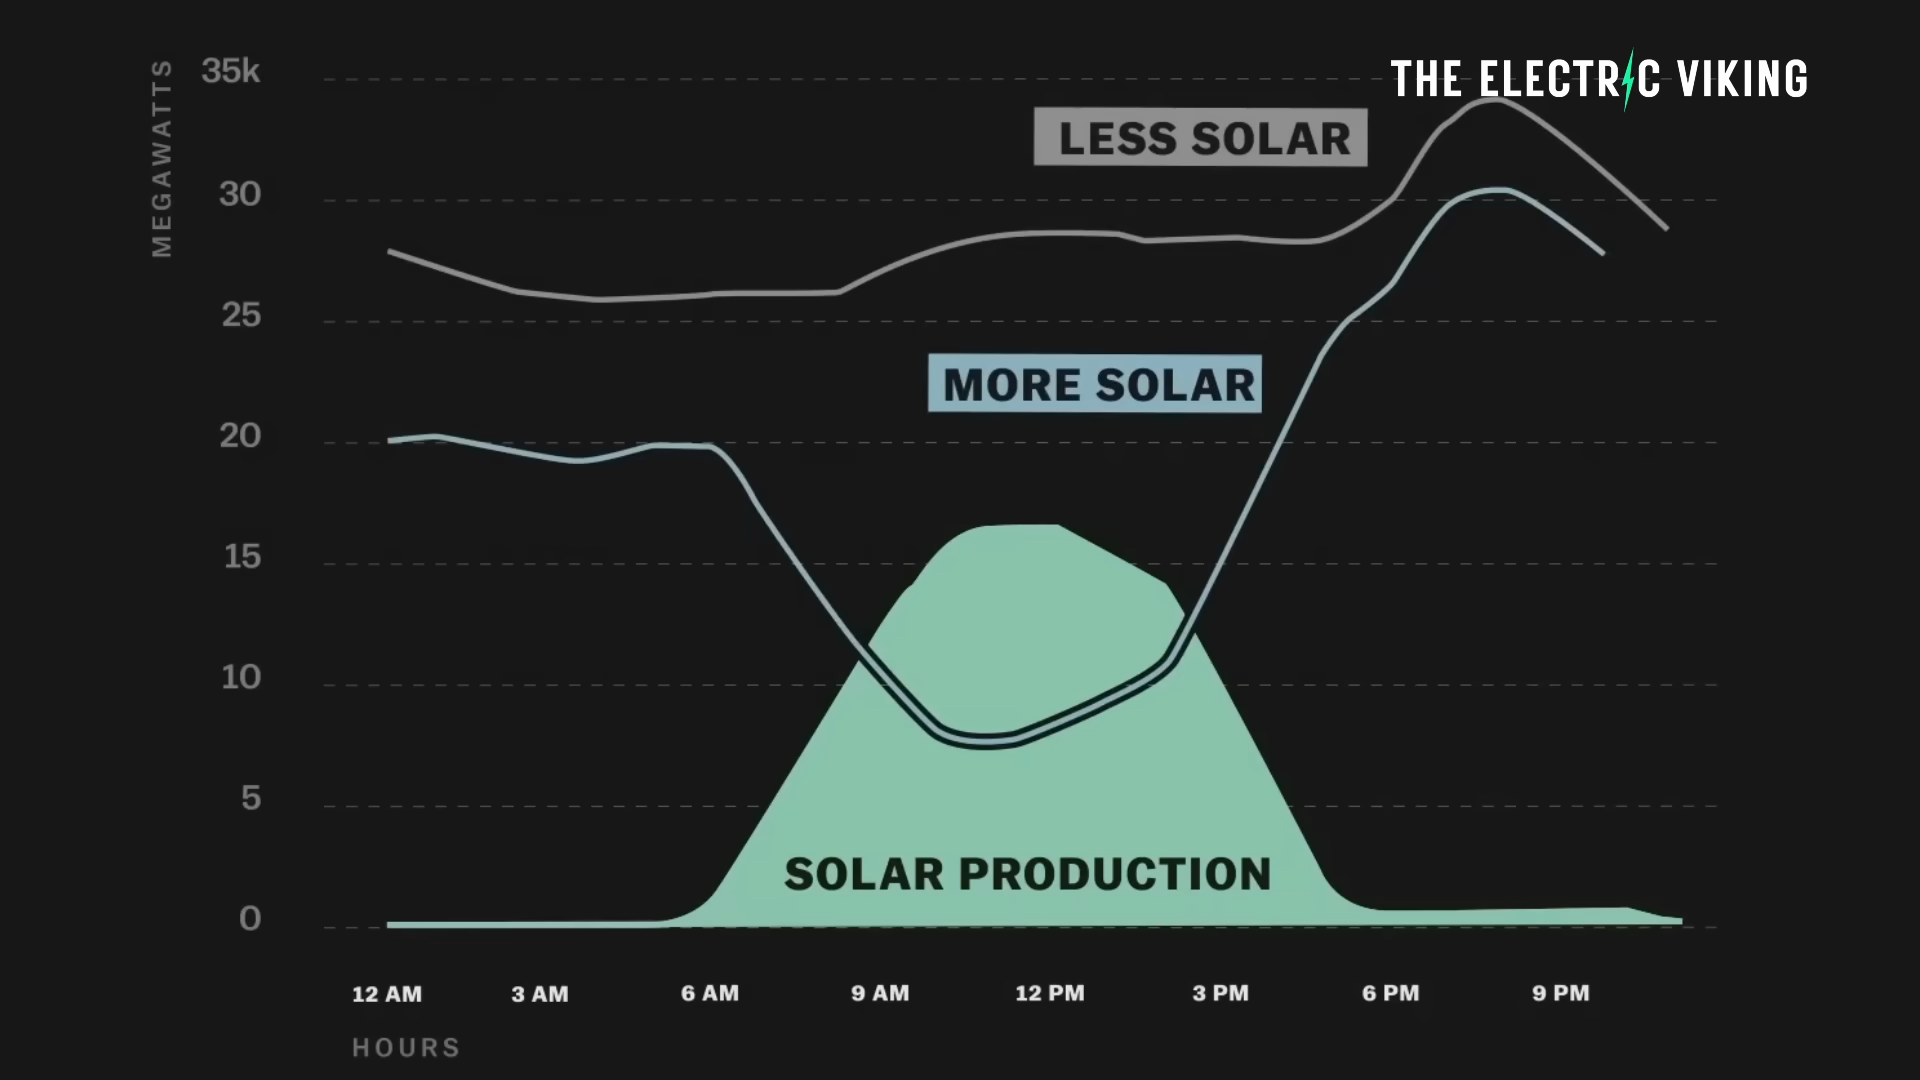 THE ELECTRIC VIKING
MEGAWATTS
35k
30
25
20
15
10
5
0
LESS SOLAR
MORE SOLAR
SOLAR PRODUCTION
12 AM 3 AM 6 AM 9 AM 12 PM 3 PM 6 PM 9 PM
HOURS